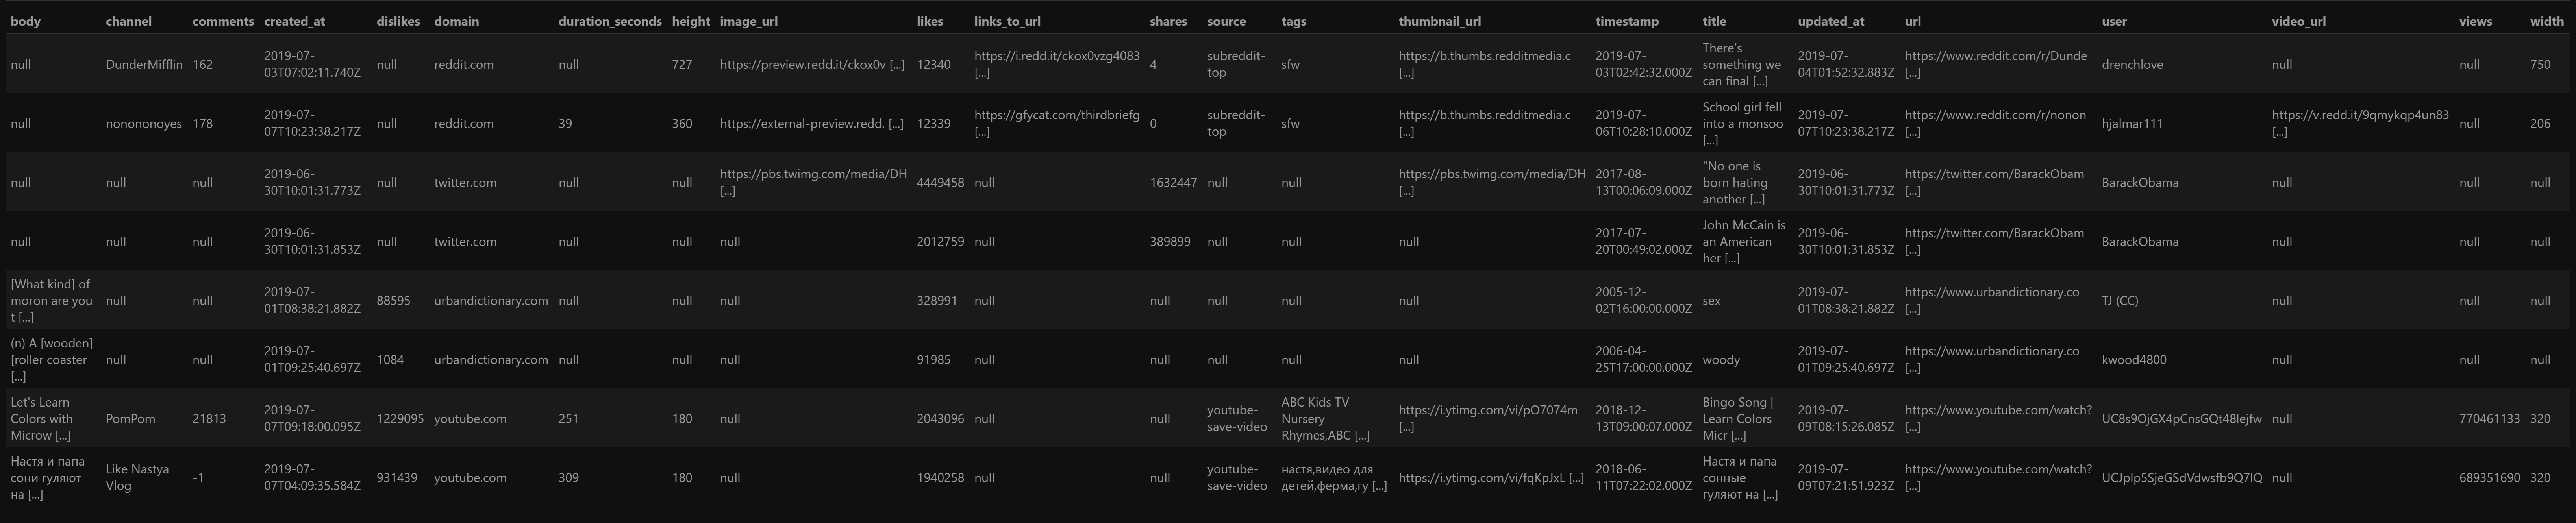 body channel comments created_at dislikes domain duration_seconds height image_url likes links_to_url shares source tags thumbnail_url timestamp title updated_at url user video_url views width
null DunderMifflin 162 2019-07-03T07:02:11.740Z null reddit.com null 727 https://preview.redd.it/ckox0v [...] 12340 https://i.redd.it/ckox0vzg4083 [...] 4 subreddit-top sfw https://b.thumbs.redditmedia.c [...] 2019-07-03T02:42:32.000Z There's something we can final [...] 2019-07-04T01:52:32.883Z https://www.reddit.com/r/Dunde [...] drenchlove null null 750
null nonononoyes 178 2019-07-07T10:23:38.217Z null reddit.com 39 360 https://external-preview.redd. [...] 12339 https://gfycat.com/thirdbriefg [...] 0 subreddit-top sfw https://b.thumbs.redditmedia.c [...] 2019-07-06T10:28:10.000Z School girl fell into a monsoo [...] 2019-07-07T10:23:38.217Z https://www.reddit.com/r/nonon [...] hjalmar111 https://v.redd.it/9qmykqp4un83 [...] null 206
null null null 2019-06-30T10:01:31.773Z null twitter.com null null https://pbs.twimg.com/media/DH [...] 4449458 null 1632447 null null https://pbs.twimg.com/media/DH [...] 2017-08-13T00:06:09.000Z "No one is born hating another [...] 2019-06-30T10:01:31.773Z https://twitter.com/BarackObam [...] BarackObama null null null
null null null 2019-06-30T10:01:31.853Z null twitter.com null null null 2012759 null 389899 null null null 2017-07-20T00:49:02.000Z John McCain is an American her [...] 2019-06-30T10:01:31.853Z https://twitter.com/BarackObam [...] BarackObama null null null
[What kind] of moron are you t [...] null null 2019-07-01T08:38:21.882Z 88595 urbandictionary.com null null null 328991 null null null null null 2005-12-02T16:00:00.000Z sex 2019-07-01T08:38:21.882Z https://www.urbandictionary.co [...] TJ (CC) null null null
(n) A [wooden] [roller coaster [...] null null 2019-07-01T09:25:40.697Z 1084 urbandictionary.com null null null 91985 null null null null null 2006-04-25T17:00:00.000Z woody 2019-07-01T09:25:40.697Z https://www.urbandictionary.co [...] kwood4800 null null null
Let's Learn Colors with Microw [...] PomPom 21813 2019-07-07T09:18:00.095Z 1229095 youtube.com 251 180 null 2043096 null null youtube-save-video ABC Kids TV Nursery Rhymes,ABC [...] https://i.ytimg.com/vi/pO7074m [...] 2018-12-13T09:00:07.000Z Bingo Song | Learn Colors Micr [...] 2019-07-09T08:15:26.085Z https://www.youtube.com/watch? [...] UC8s9OjGX4pCnsGQt48lejfw null 770461133 320
Настя и папа - сони гуляют на [...] Like Nastya Vlog -1 2019-07-07T04:09:35.584Z 931439 youtube.com 309 180 null 1940258 null null youtube-save-video настя,видео для детей,ферма,гу [...] https://i.ytimg.com/vi/fqKpJxL [...] 2018-06-11T07:22:02.000Z Настя и папа сонные гуляют на [...] 2019-07-09T07:21:51.923Z https://www.youtube.com/watch? [...] UCJplp5SjeGSdVdwsfb9Q7lQ null 689351690 320